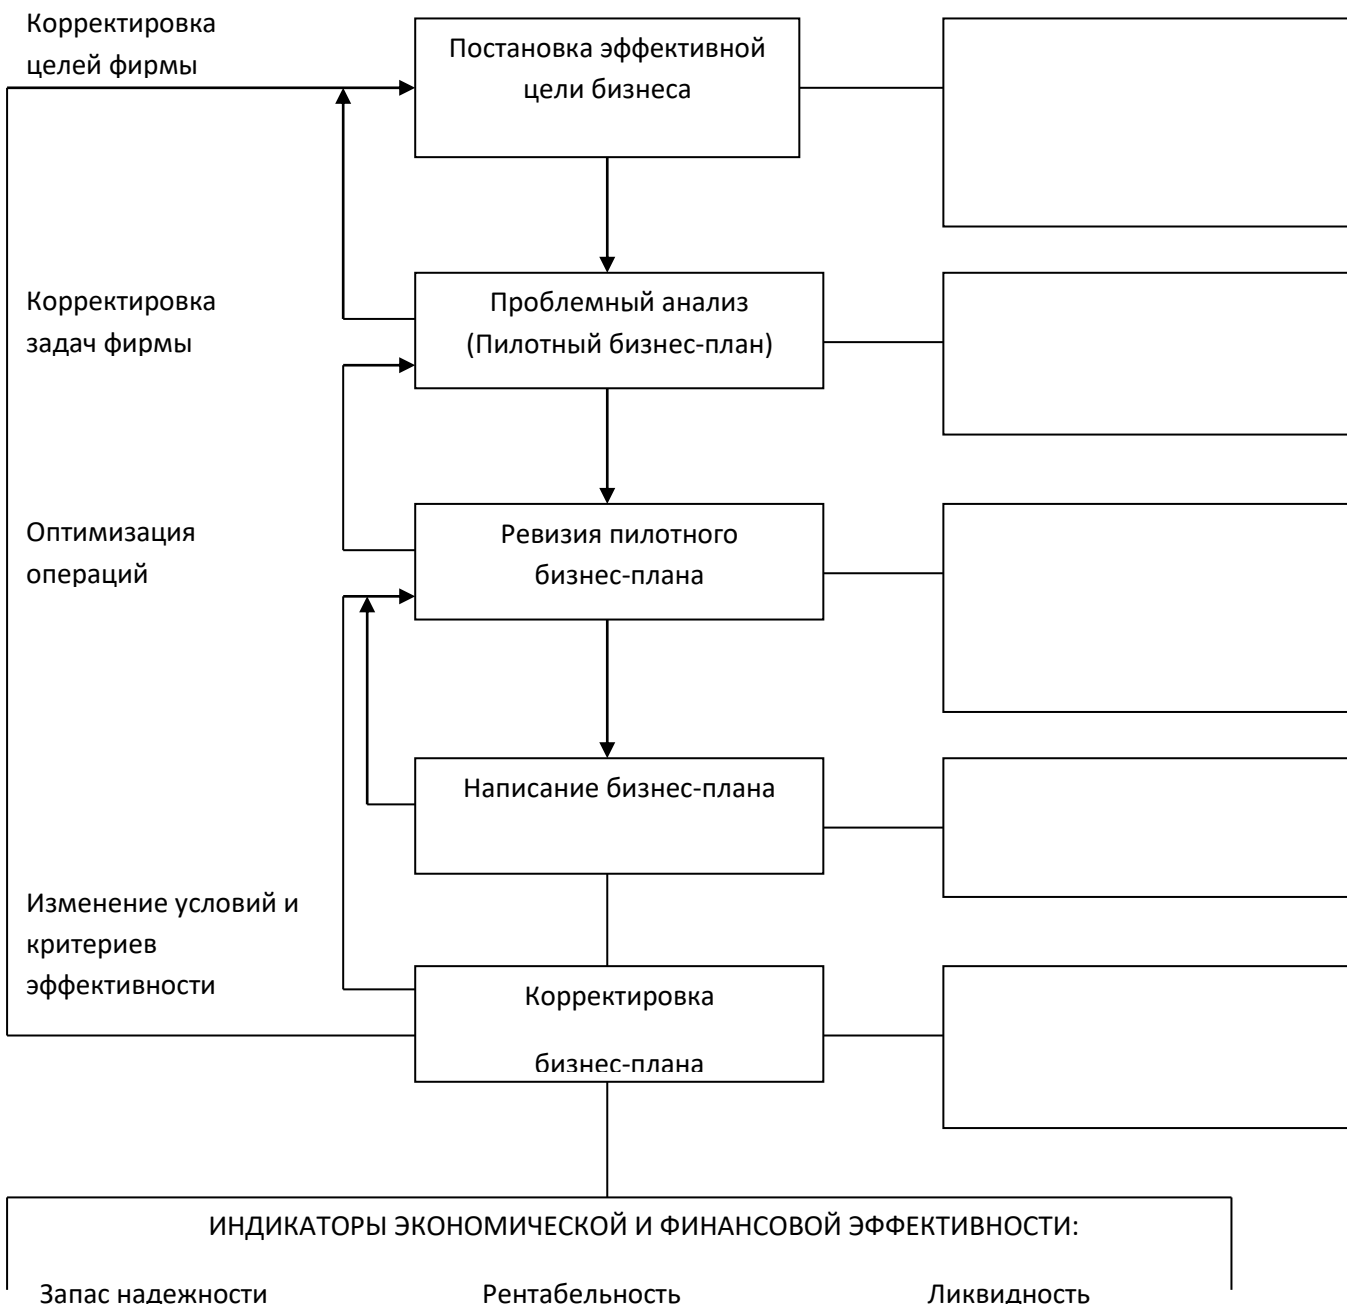 Корректировка
целей фирмы
Постановка эффективной
цели бизнеса
Корректировка
задач фирмы
Проблемный анализ
(Пилотный бизнес-план)
Оптимизация
операций
Ревизия пилотного
бизнес-плана
Написание бизнес-плана
Изменение условий и
критериев
эффективности
Корректировка
бизнес-плана
ИНДИКАТОРЫ ЭКОНОМИЧЕСКОЙ И ФИНАНСОВОЙ ЭФФЕКТИВНОСТИ:
Запас надежности Рентабельность Ликвидность